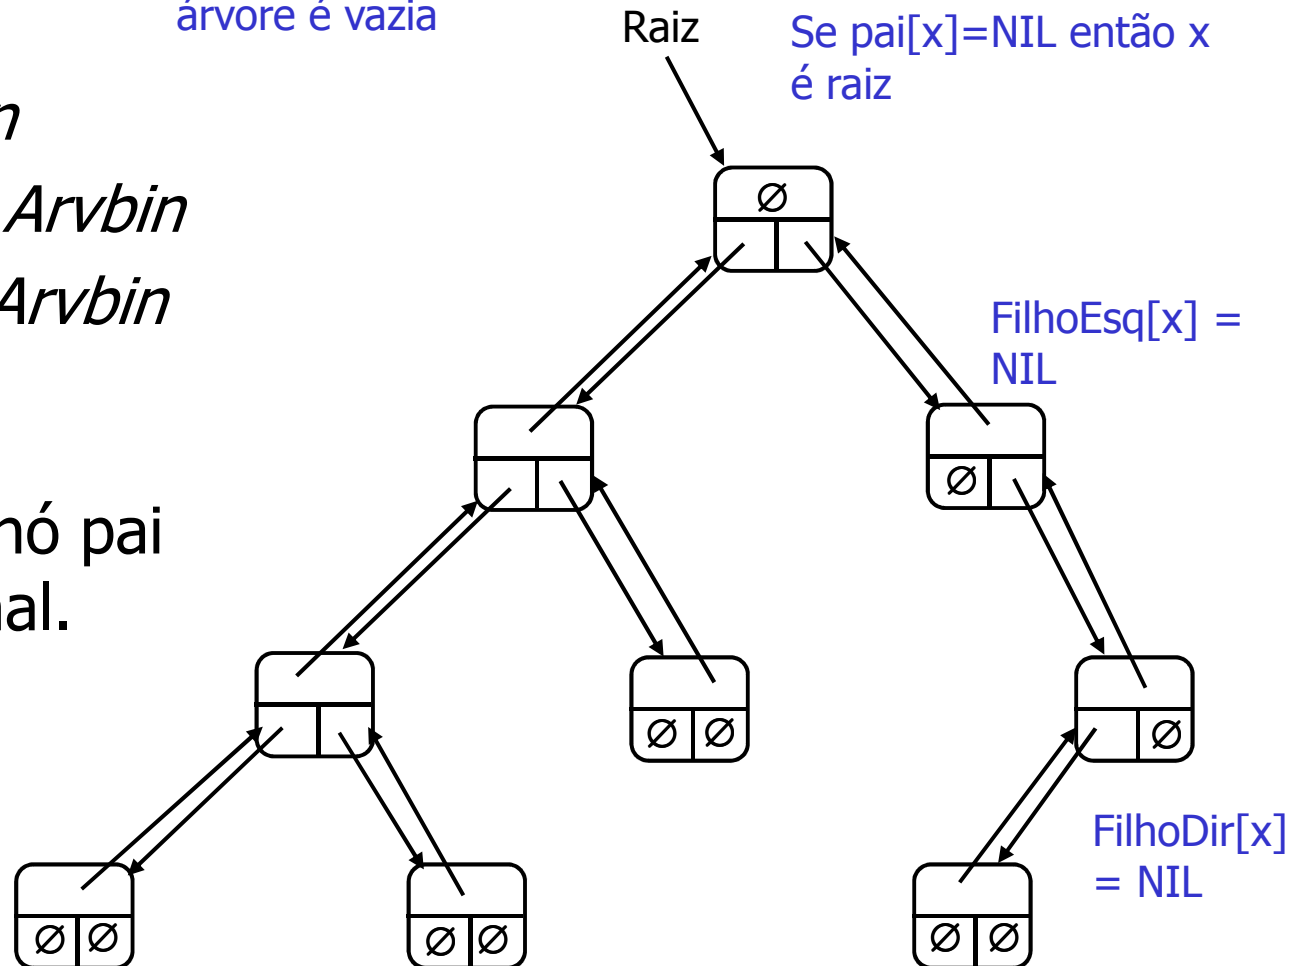 árvore é vazia
Raiz
Se pai[x]=NIL então x
é raiz
Arvbin
Arvbin
FilhoEsq[x] =
NIL
nó pai
al.
∅
∅
∅ ∅
∅
∅ ∅
∅ ∅
∅ ∅
FilhoDir[x]
= NIL